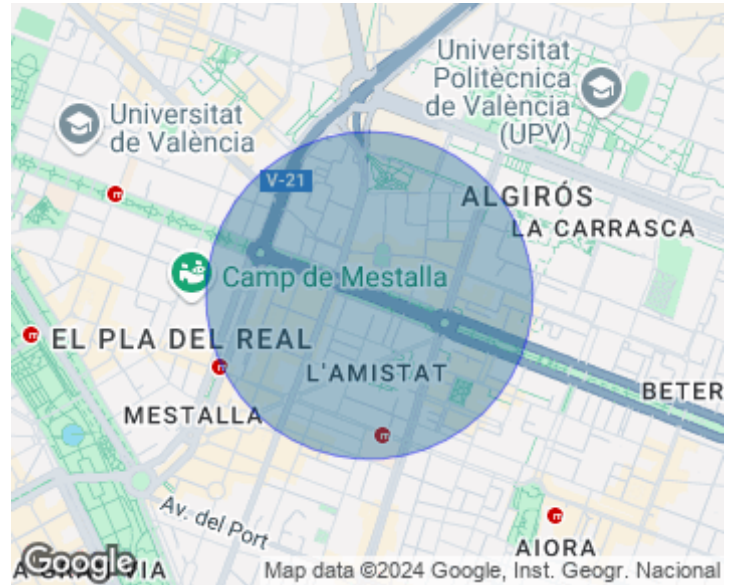 Universitat
Politècnica
de València
(UPV)
Universitat
de València
V-21
ALGIRÓS
LA CARRASCA
Camp de Mestalla
EL PLA DEL REAL
L'AMISTAT
BETER
MESTALLA
Av. del Port
AIORA
Google
VIA
Map data ©2024 Google, Inst. Geogr. Nacional